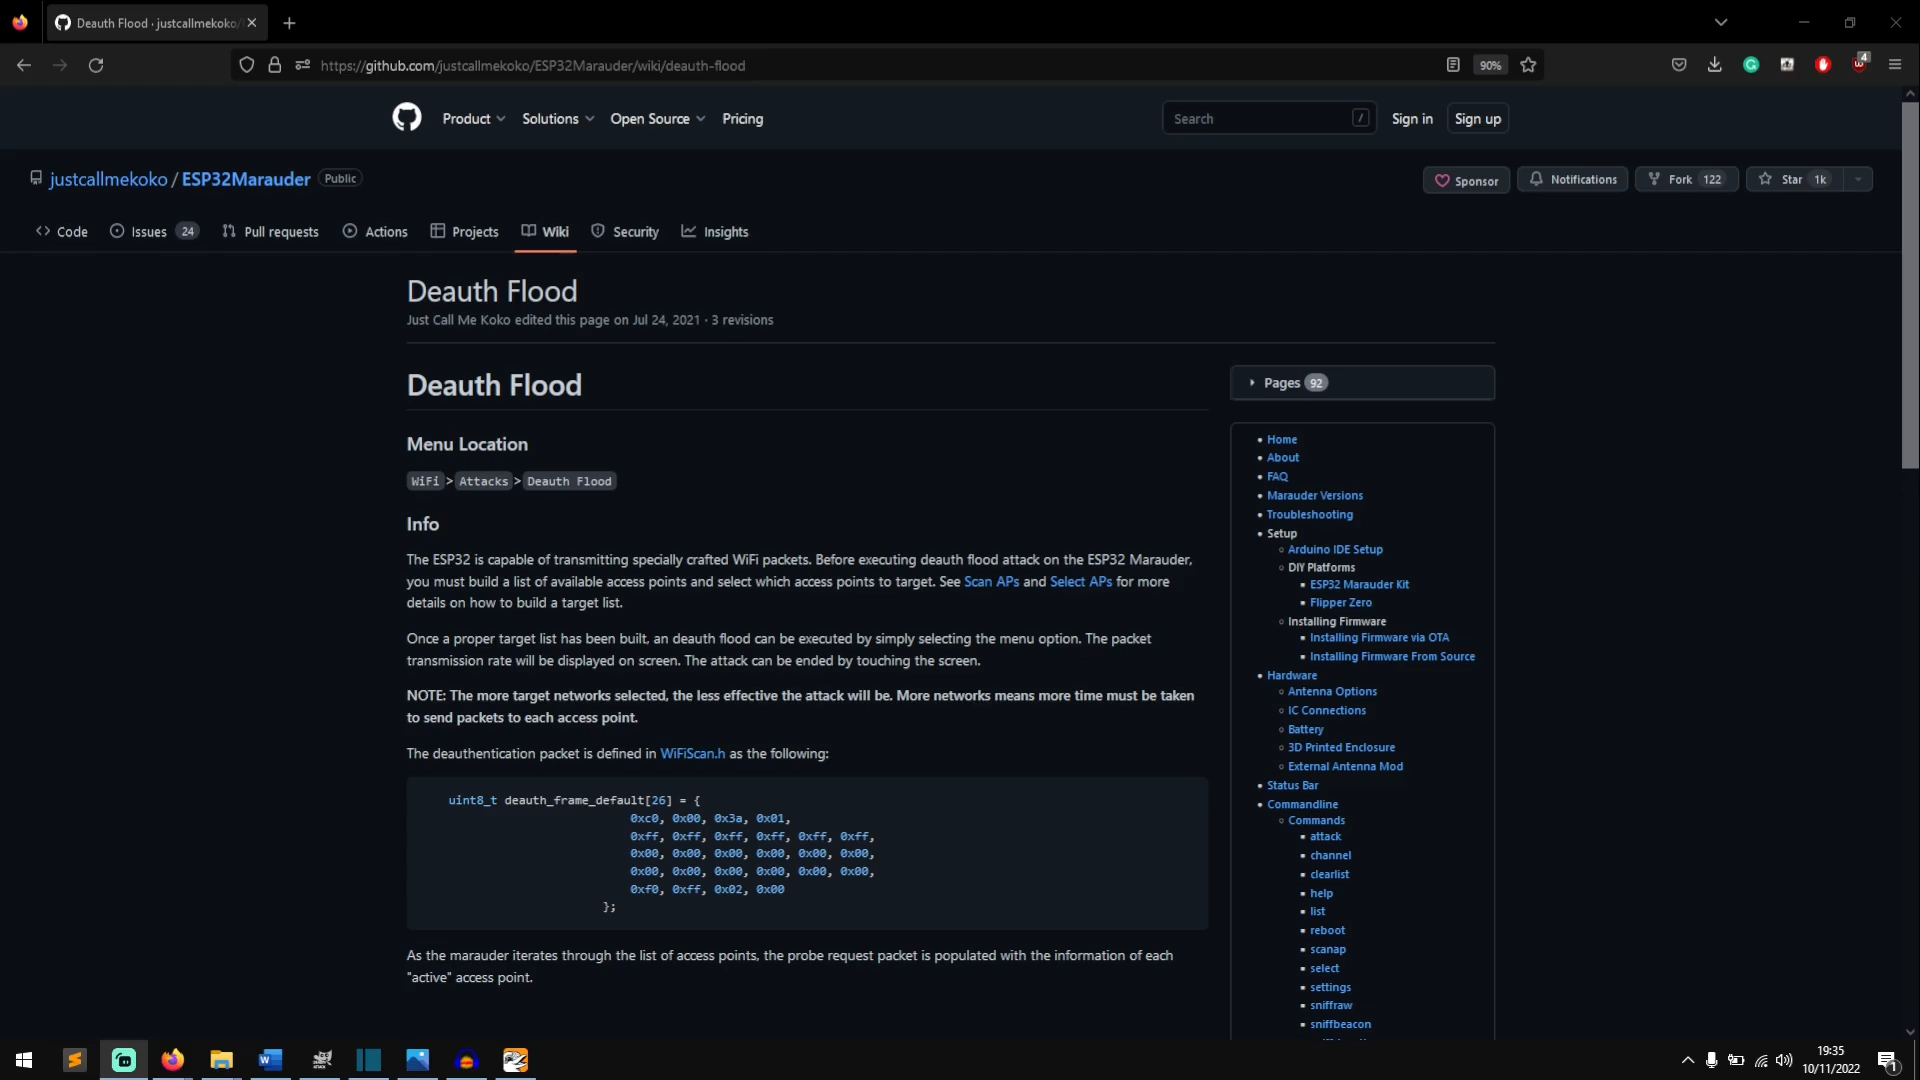 Deauth Flood · justcallmekoko/
https://github.com/justcallmekoko/ESP32Marauder/wiki/deauth-flood
90%
4
Product
Solutions
Open Source
Pricing
Search
/
Sign in
Sign up
justcallmekoko / ESP32Marauder
Public
Sponsor
Notifications
Fork 122
Star 1k
Code
Issues 24
Pull requests
Actions
Projects
Wiki
Security
Insights
Deauth Flood
Just Call Me Koko edited this page on Jul 24, 2021 · 3 revisions
Deauth Flood
Menu Location
WiFi > Attacks > Deauth Flood
Info
The ESP32 is capable of transmitting specially crafted WiFi packets. Before executing deauth flood attack on the ESP32 Marauder,
you must build a list of available access points and select which access points to target. See Scan APs and Select APs for more
details on how to build a target list.
Once a proper target list has been built, an deauth flood can be executed by simply selecting the menu option. The packet
transmission rate will be displayed on screen. The attack can be ended by touching the screen.
NOTE: The more target networks selected, the less effective the attack will be. More networks means more time must be taken
to send packets to each access point.
The deauthentication packet is defined in WiFiScan.h as the following:
uint8_t deauth_frame_default[26] = {
0xc0, 0x00, 0x3a, 0x01,
0xff, 0xff, 0xff, 0xff, 0xff, 0xff,
0x00, 0x00, 0x00, 0x00, 0x00, 0x00,
0x00, 0x00, 0x00, 0x00, 0x00, 0x00,
0xf0, 0xff, 0x02, 0x00
};
As the marauder iterates through the list of access points, the probe request packet is populated with the information of each
"active" access point.
Pages 92
Home
About
FAQ
Marauder Versions
Troubleshooting
Setup
Arduino IDE Setup
DIY Platforms
ESP32 Marauder Kit
Flipper Zero
Installing Firmware
Installing Firmware via OTA
Installing Firmware From Source
Hardware
Antenna Options
IC Connections
Battery
3D Printed Enclosure
External Antenna Mod
Status Bar
Commandline
Commands
attack
channel
clearlist
help
list
reboot
scanap
select
settings
sniffraw
sniffbeacon
19:35
10/11/2022
1